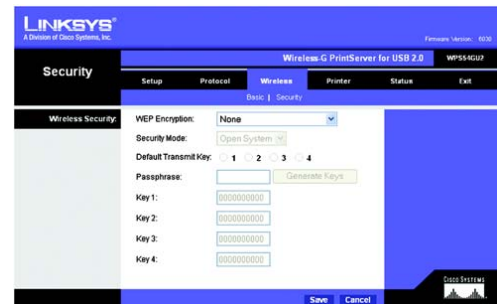 LINKSYS®
A Division of Cisco Systems, Inc.
Firmware Version: 6030
Wireless-G PrintServer for USB 2.0 WPS54GU2
Security
Setup Protocol Wireless Printer Status Exit
Basic | Security
Wireless Security:
WEP Encryption: None
Security Mode: Open System
Default Transmit Key: 1 2 3 4
Passphrase: Generate Keys
Key 1: 0000000000
Key 2: 0000000000
Key 3: 0000000000
Key 4: 0000000000
Save Cancel
CISCO SYSTEMS